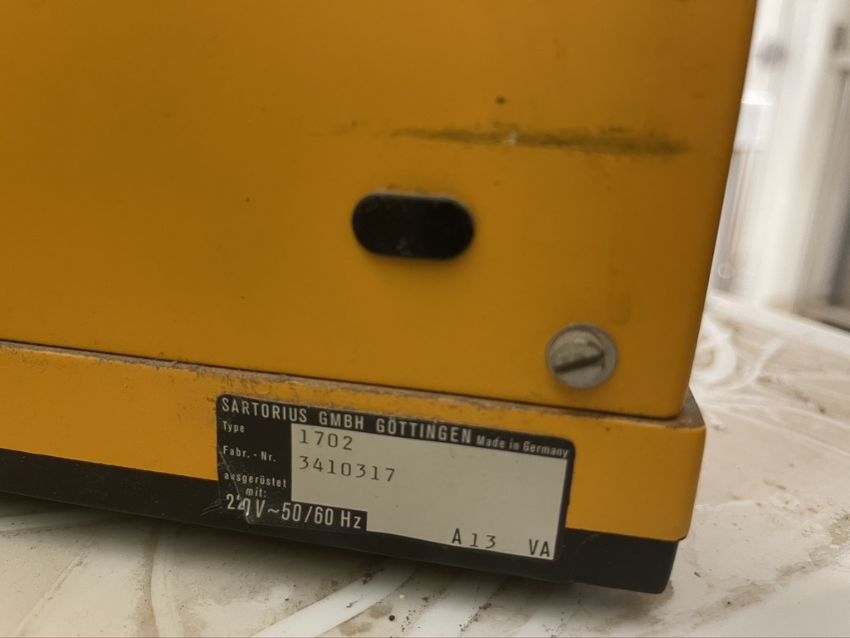 SARTORIUS GMBH GÖTTINGEN Made in Germany
Type 1702
Fabr.-Nr. 3410317
ausgerüstet
mit:
V~50/60 Hz
A13 VA